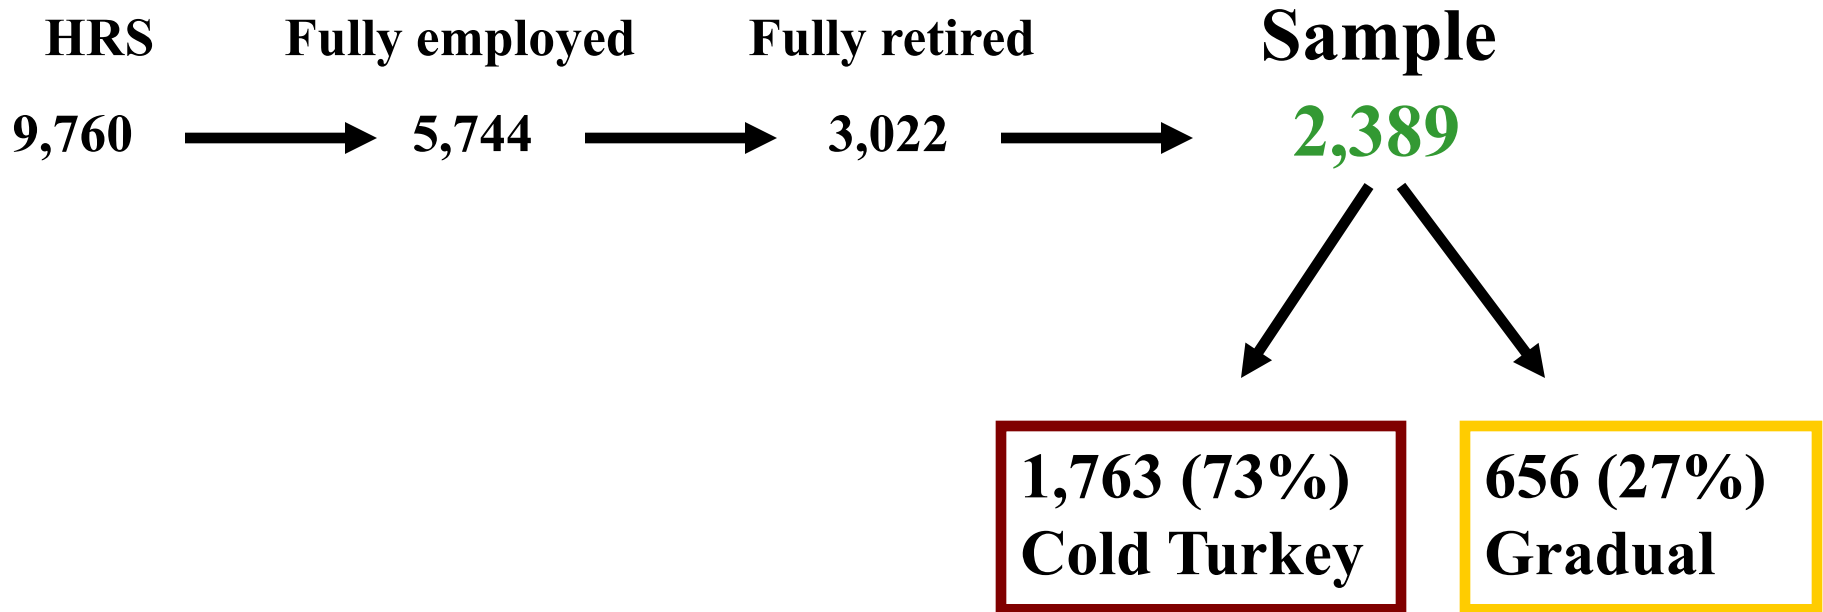 HRS Fully employed Fully retired Sample
9,760 5,744 3,022 2,389
1,763 (73%)
Cold Turkey
656 (27%)
Gradual